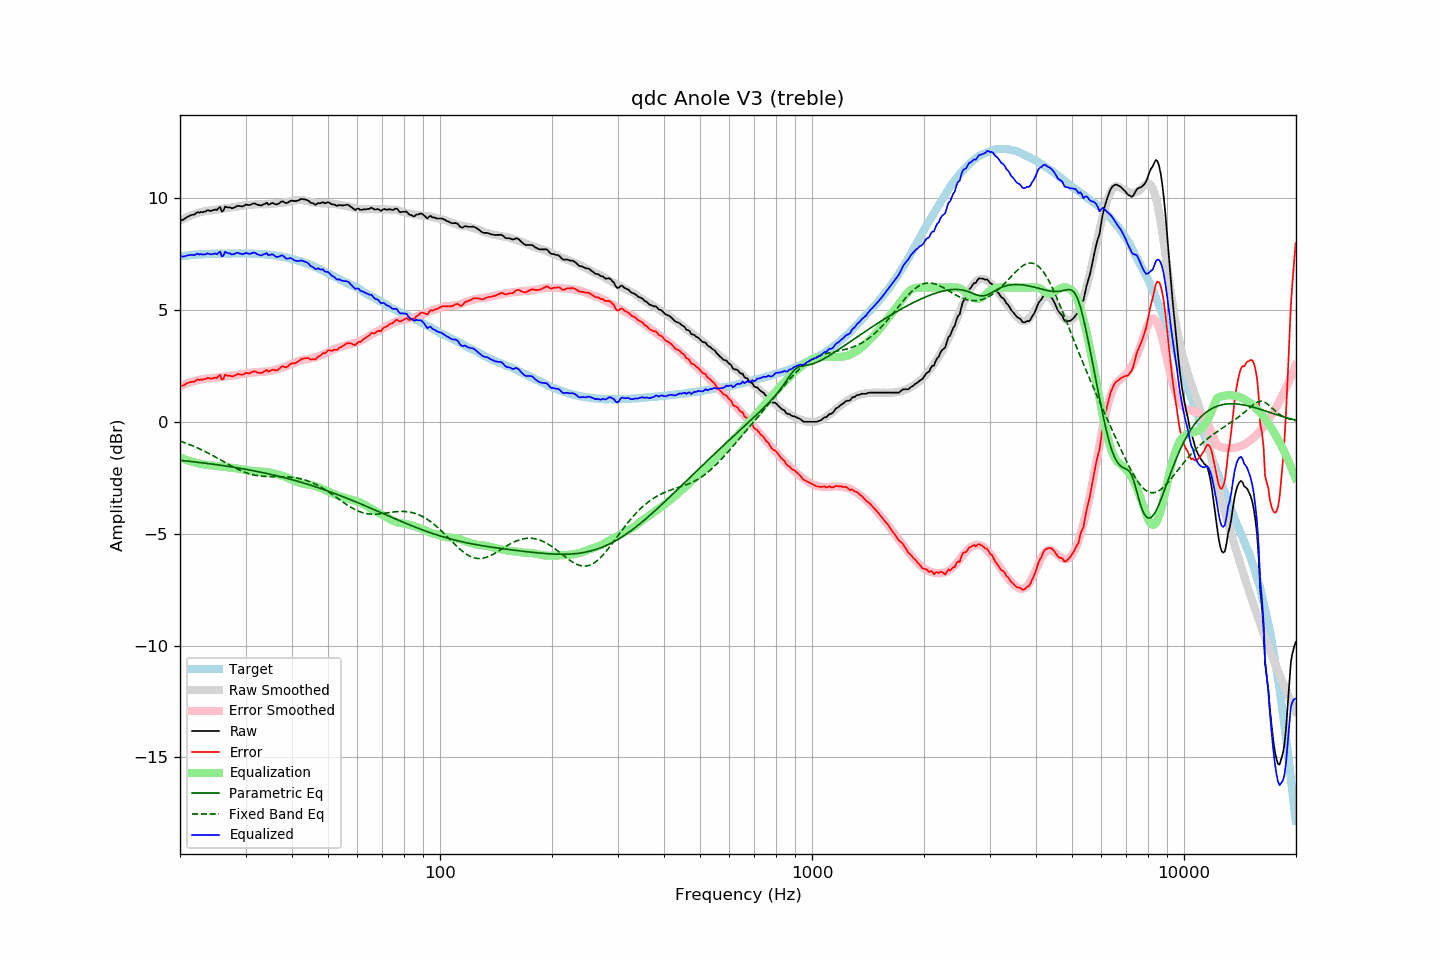 qdc Anole V3 (treble)
10
5
0
−5
−10
−15
Amplitude (dBr)
Target
Raw Smoothed
Error Smoothed
Raw
Error
Equalization
Parametric Eq
Fixed Band Eq
Equalized
100
1000
10000
Frequency (Hz)